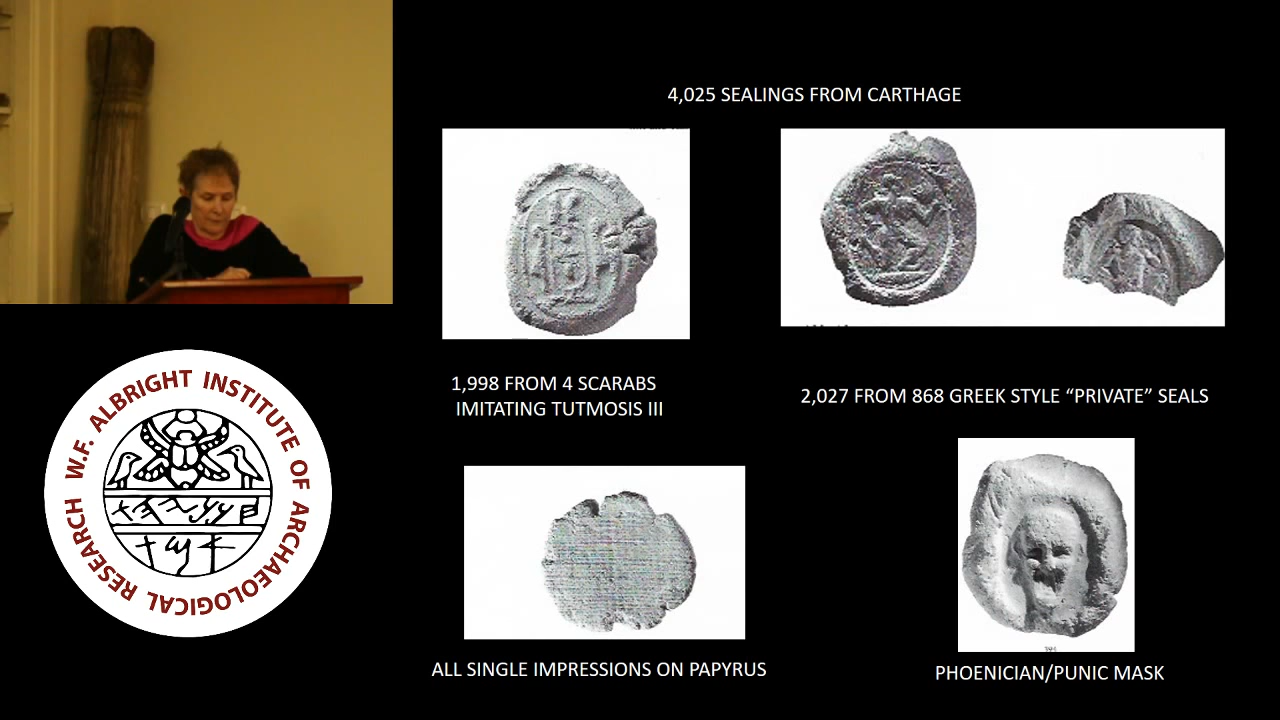 4,025 SEALINGS FROM CARTHAGE
1,998 FROM 4 SCARABS
IMITATING TUTMOSIS III
2,027 FROM 868 GREEK STYLE “PRIVATE” SEALS
ALL SINGLE IMPRESSIONS ON PAPYRUS
PHOENICIAN/PUNIC MASK
W.F. ALBRIGHT INSTITUTE OF ARCHAEOLOGICAL RESEARCH